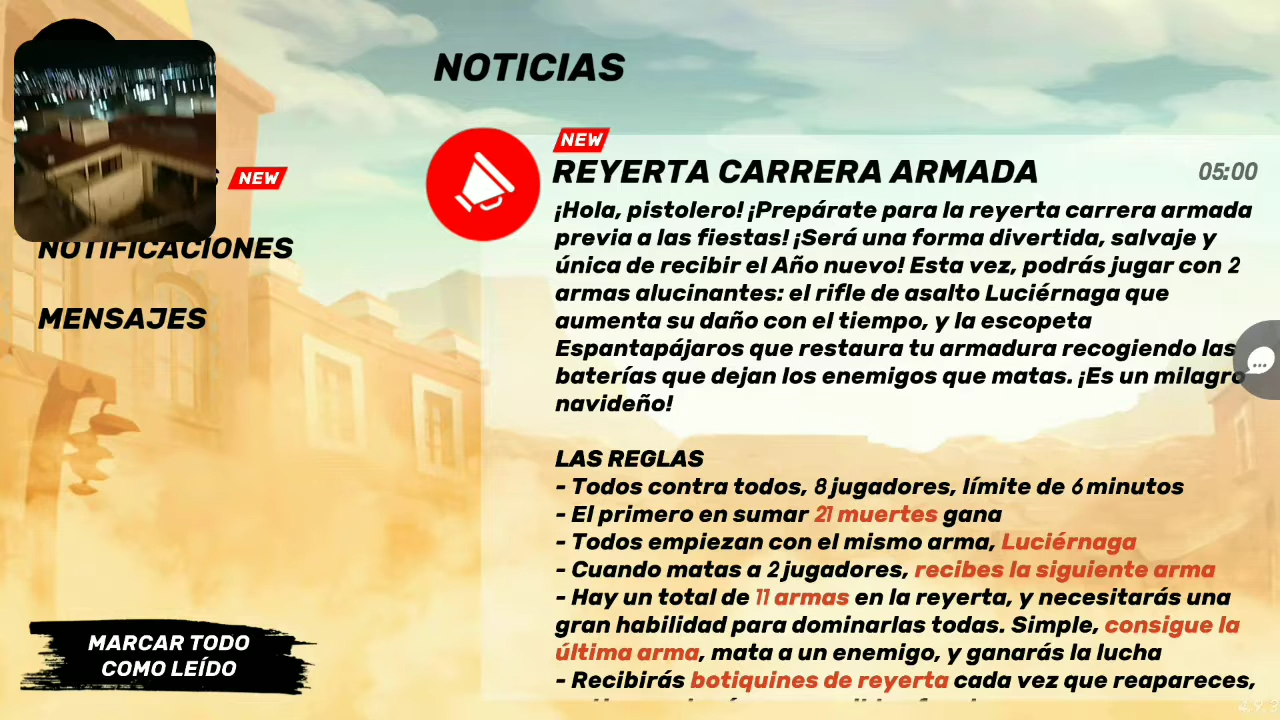 NOTICIAS
NEW
REYERTA CARRERA ARMADA
05:00
NEW
NOTIFICACIONES
MENSAJES
¡Hola, pistolero! ¡Prepárate para la reyerta carrera armada
previa a las fiestas! ¡Será una forma divertida, salvaje y
única de recibir el Año nuevo! Esta vez, podrás jugar con 2
armas alucinantes: el rifle de asalto Luciérnaga que
aumenta su daño con el tiempo, y la escopeta
Espantapájaros que restaura tu armadura recogiendo las
baterías que dejan los enemigos que matas. ¡Es un milagro
navideño!
LAS REGLAS
- Todos contra todos, 8 jugadores, límite de 6 minutos
- El primero en sumar 21 muertes gana
- Todos empiezan con el mismo arma, Luciérnaga
- Cuando matas a 2 jugadores, recibes la siguiente arma
- Hay un total de 11 armas en la reyerta, y necesitarás una
gran habilidad para dominarlas todas. Simple, consigue la
última arma, mata a un enemigo, y ganarás la lucha
- Recibirás botiquines de reyerta cada vez que reapareces,
MARCAR TODO
COMO LEÍDO
4.9.3